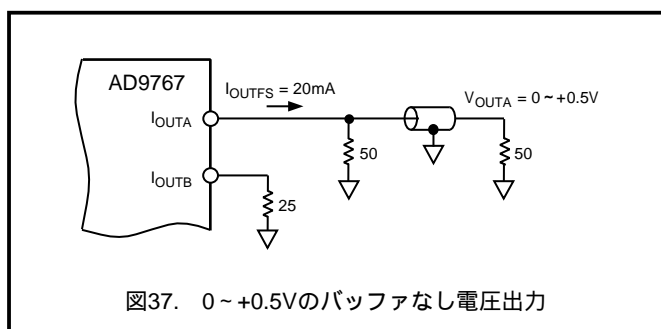 AD9767
IOUTFS = 20mA
VOUTA = 0 ~ +0.5V
IOUTA
50
50
IOUTB
25
図37. 0 ~ +0.5Vのバッファなし電圧出力